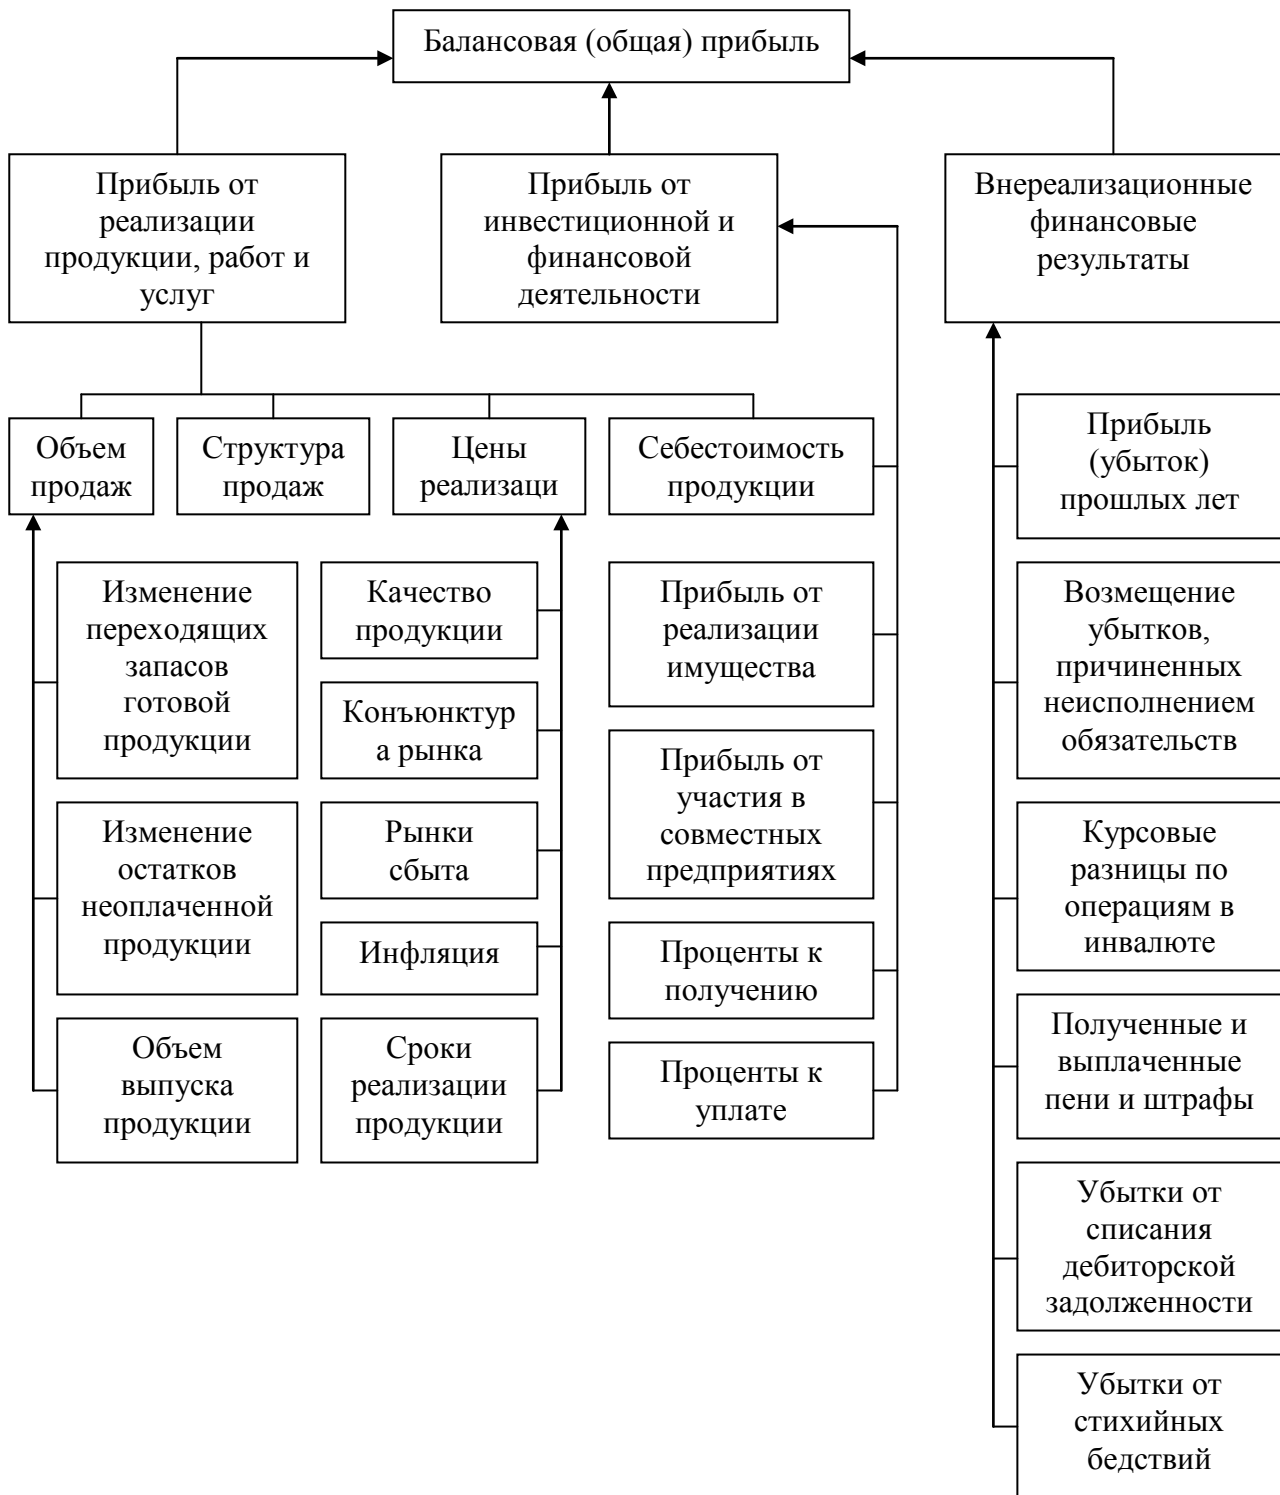 Балансовая (общая) прибыль
Прибыль от
реализации
продукции, работ и
услуг
Прибыль от
инвестиционной и
финансовой
деятельности
Внереализационные
финансовые
результаты
Объем
продаж
Структура
продаж
Цены
реализаци
Себестоимость
продукции
Изменение
переходящих
запасов
готовой
продукции
Изменение
остатков
неоплаченной
продукции
Объем
выпуска
продукции
Качество
продукции
Конъюнктур
а рынка
Рынки
сбыта
Инфляция
Сроки
реализации
продукции
Прибыль от
реализации
имущества
Прибыль от
участия в
совместных
предприятиях
Проценты к
получению
Проценты к
уплате
Прибыль
(убыток)
прошлых лет
Возмещение
убытков,
причиненных
неисполнением
обязательств
Курсовые
разницы по
операциям в
инвалюте
Полученные и
выплаченные
пени и штрафы
Убытки от
списания
дебиторской
задолженности
Убытки от
стихийных
бедствий